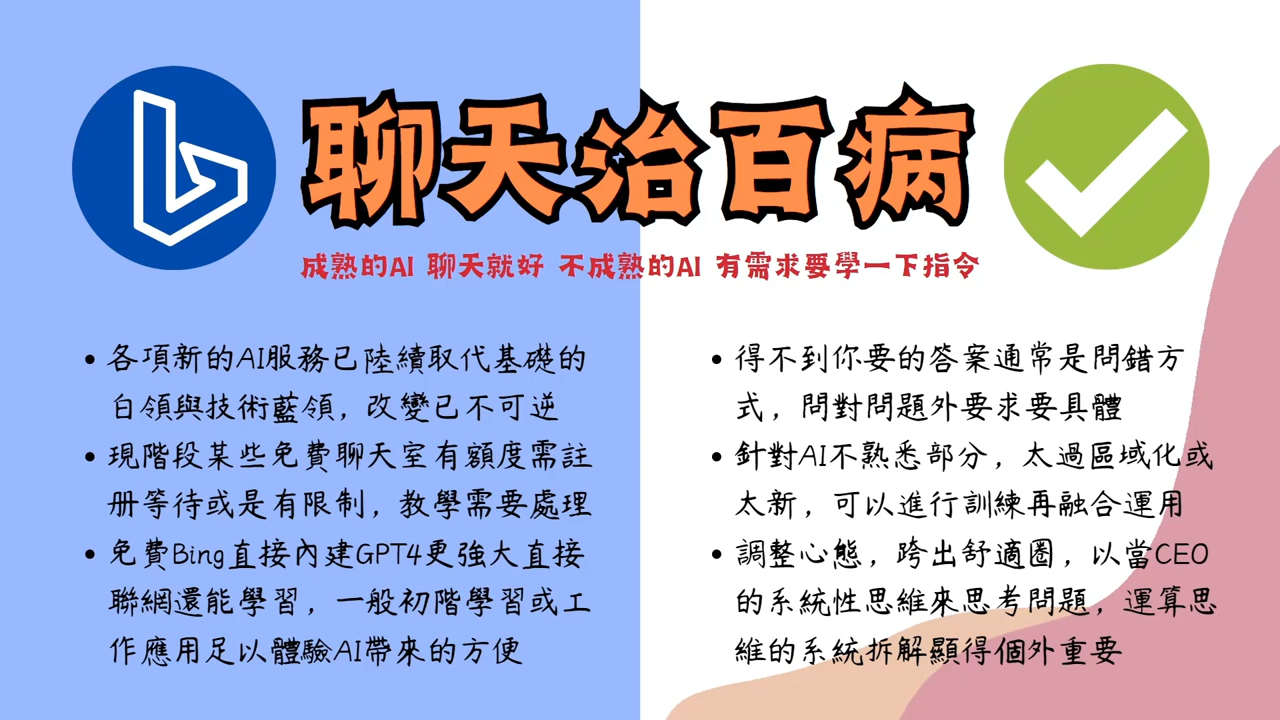 聊天治百病
成熟的AI 聊天就好 不成熟的AI 有需求要學一下指令
• 各項新的AI服務已陸續取代基礎的
白領與技術藍領，改變已不可逆
• 現階段某些免費聊天室有額度需註
册等待或是有限制，教學需要處理
• 免費Bing直接內建GPT4更強大直接
聯網還能學習，一般初階學習或工
作應用足以體驗AI帶來的方便
• 得不到你要的答案通常是問錯方
式，問對問題外要求要具體
• 針對AI不熟悉部分，太過區域化或
太新，可以進行訓練再融合運用
• 調整心態，跨出舒適圈，以當CEO
的系統性思維來思考問題，運算思
維的系統拆解顯得個外重要